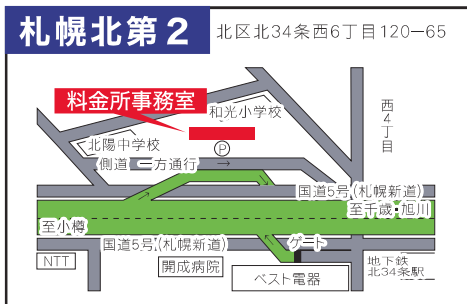 札幌北第2
北区北34条西6丁目120−65
料金所事務室
和光小学校
西4丁目
北陽中学校
P
側道 一方通行 →
国道5号(札幌新道)
至千歳・旭川
至小樽
国道5号(札幌新道)
ゲート
NTT
開成病院
地下鉄
北34条駅
ベスト電器